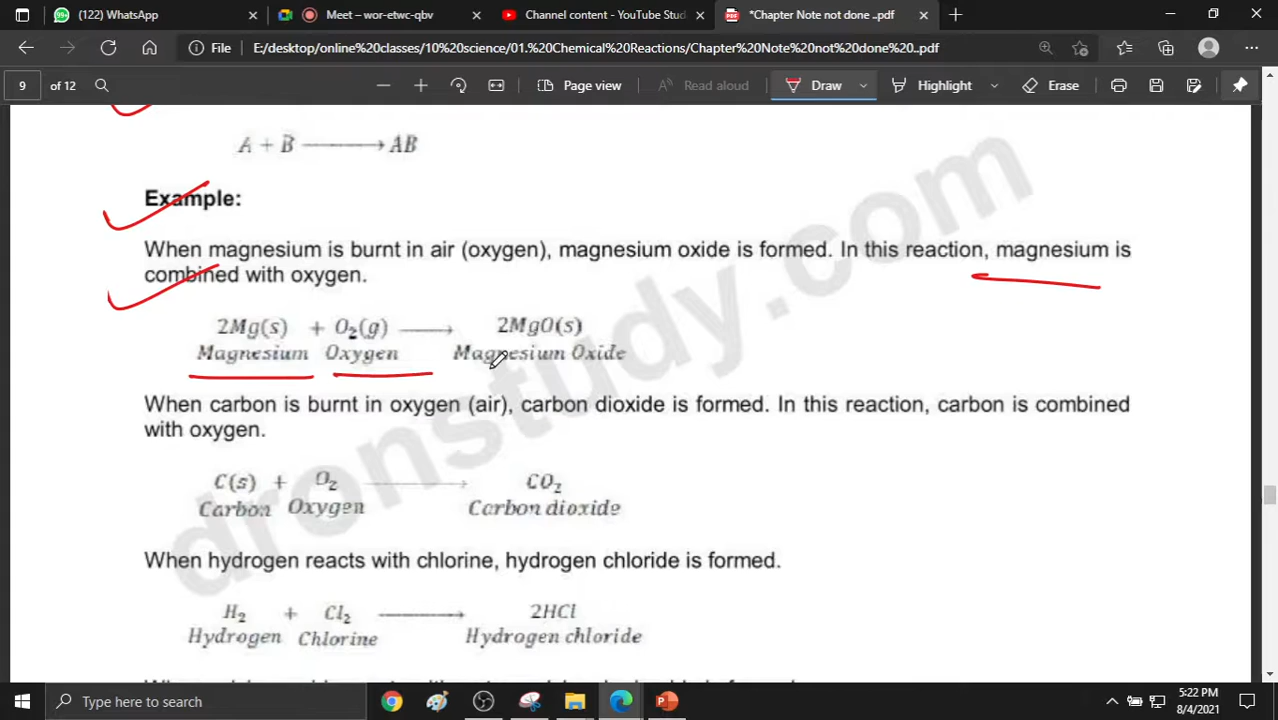 (122) WhatsApp
Meet – wor-etwc-qbv
Channel content - YouTube Stud
*Chapter Note not done ..pdf
File
E:/desktop/online%20classes/10%20science/01.%20Chemical%20Reactions/Chapter%20Note%20not%20done%20..pdf
9 of 12
Page view
Read aloud
Draw
Highlight
Erase
A + B ⟶ AB
Example:
When magnesium is burnt in air (oxygen), magnesium oxide is formed. In this reaction, magnesium is
combined with oxygen.
2Mg(s) + O₂(g) ⟶ 2MgO(s)
Magnesium Oxygen Magnesium Oxide
When carbon is burnt in oxygen (air), carbon dioxide is formed. In this reaction, carbon is combined
with oxygen.
C(s) + O₂ ⟶ CO₂
Carbon Oxygen Carbon dioxide
When hydrogen reacts with chlorine, hydrogen chloride is formed.
H₂ + Cl₂ ⟶ 2HCl
Hydrogen Chlorine Hydrogen chloride
dronstudy.com
Type here to search
5:22 PM
8/4/2021